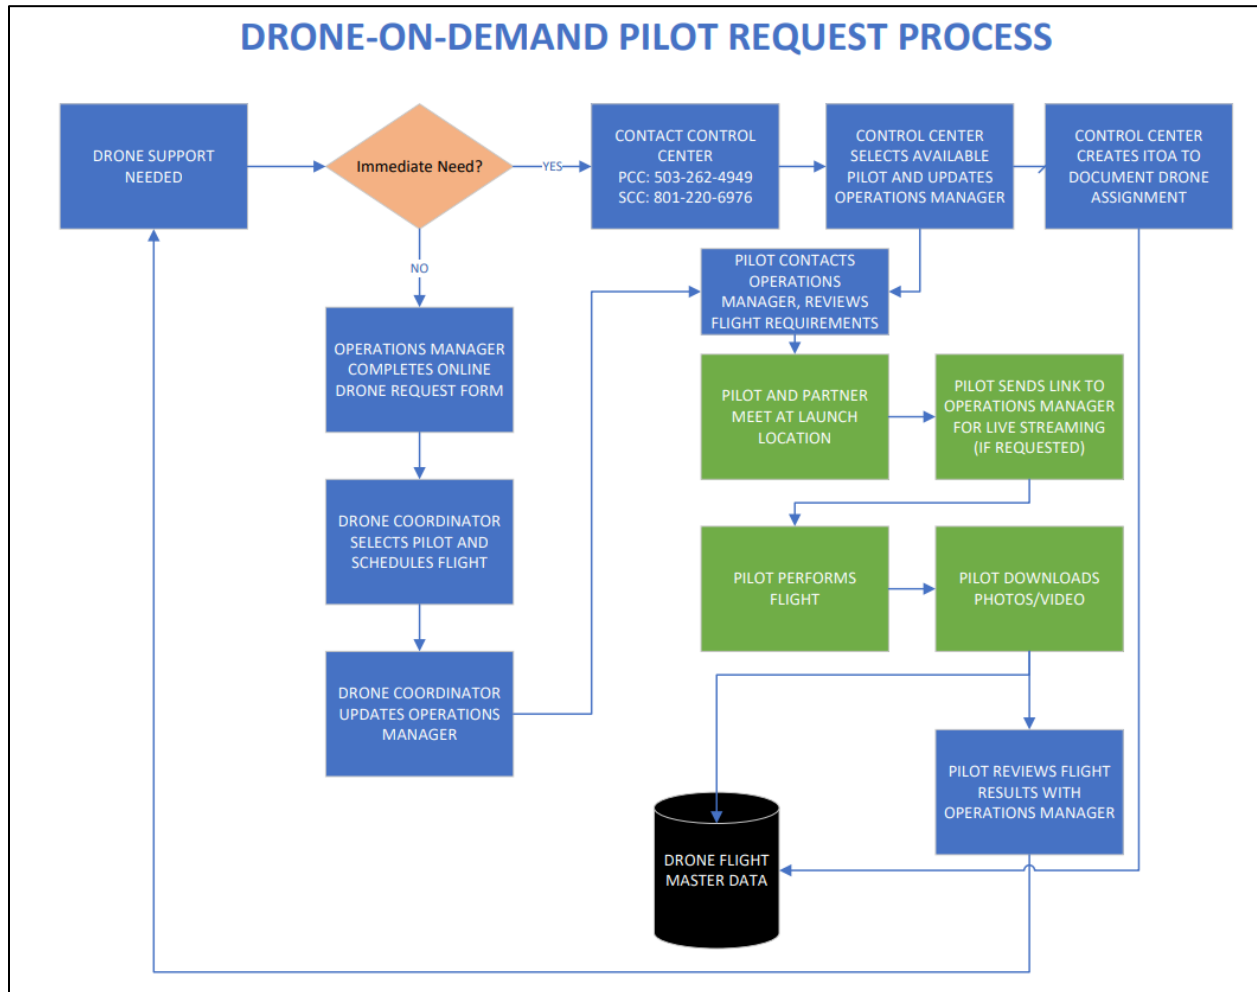 DRONE-ON-DEMAND PILOT REQUEST PROCESS
DRONE SUPPORT
NEEDED
Immediate Need?
YES
CONTACT CONTROL
CENTER
PCC: 503-262-4949
SCC: 801-220-6976
CONTROL CENTER
SELECTS AVAILABLE
PILOT AND UPDATES
OPERATIONS MANAGER
CONTROL CENTER
CREATES ITOA TO
DOCUMENT DRONE
ASSIGNMENT
NO
PILOT CONTACTS
OPERATIONS
MANAGER, REVIEWS
FLIGHT REQUIREMENTS
OPERATIONS MANAGER
COMPLETES ONLINE
DRONE REQUEST FORM
PILOT AND PARTNER
MEET AT LAUNCH
LOCATION
PILOT SENDS LINK TO
OPERATIONS MANAGER
FOR LIVE STREAMING
(IF REQUESTED)
DRONE COORDINATOR
SELECTS PILOT AND
SCHEDULES FLIGHT
PILOT PERFORMS
FLIGHT
PILOT DOWNLOADS
PHOTOS/VIDEO
DRONE COORDINATOR
UPDATES OPERATIONS
MANAGER
PILOT REVIEWS FLIGHT
RESULTS WITH
OPERATIONS MANAGER
DRONE FLIGHT
MASTER DATA